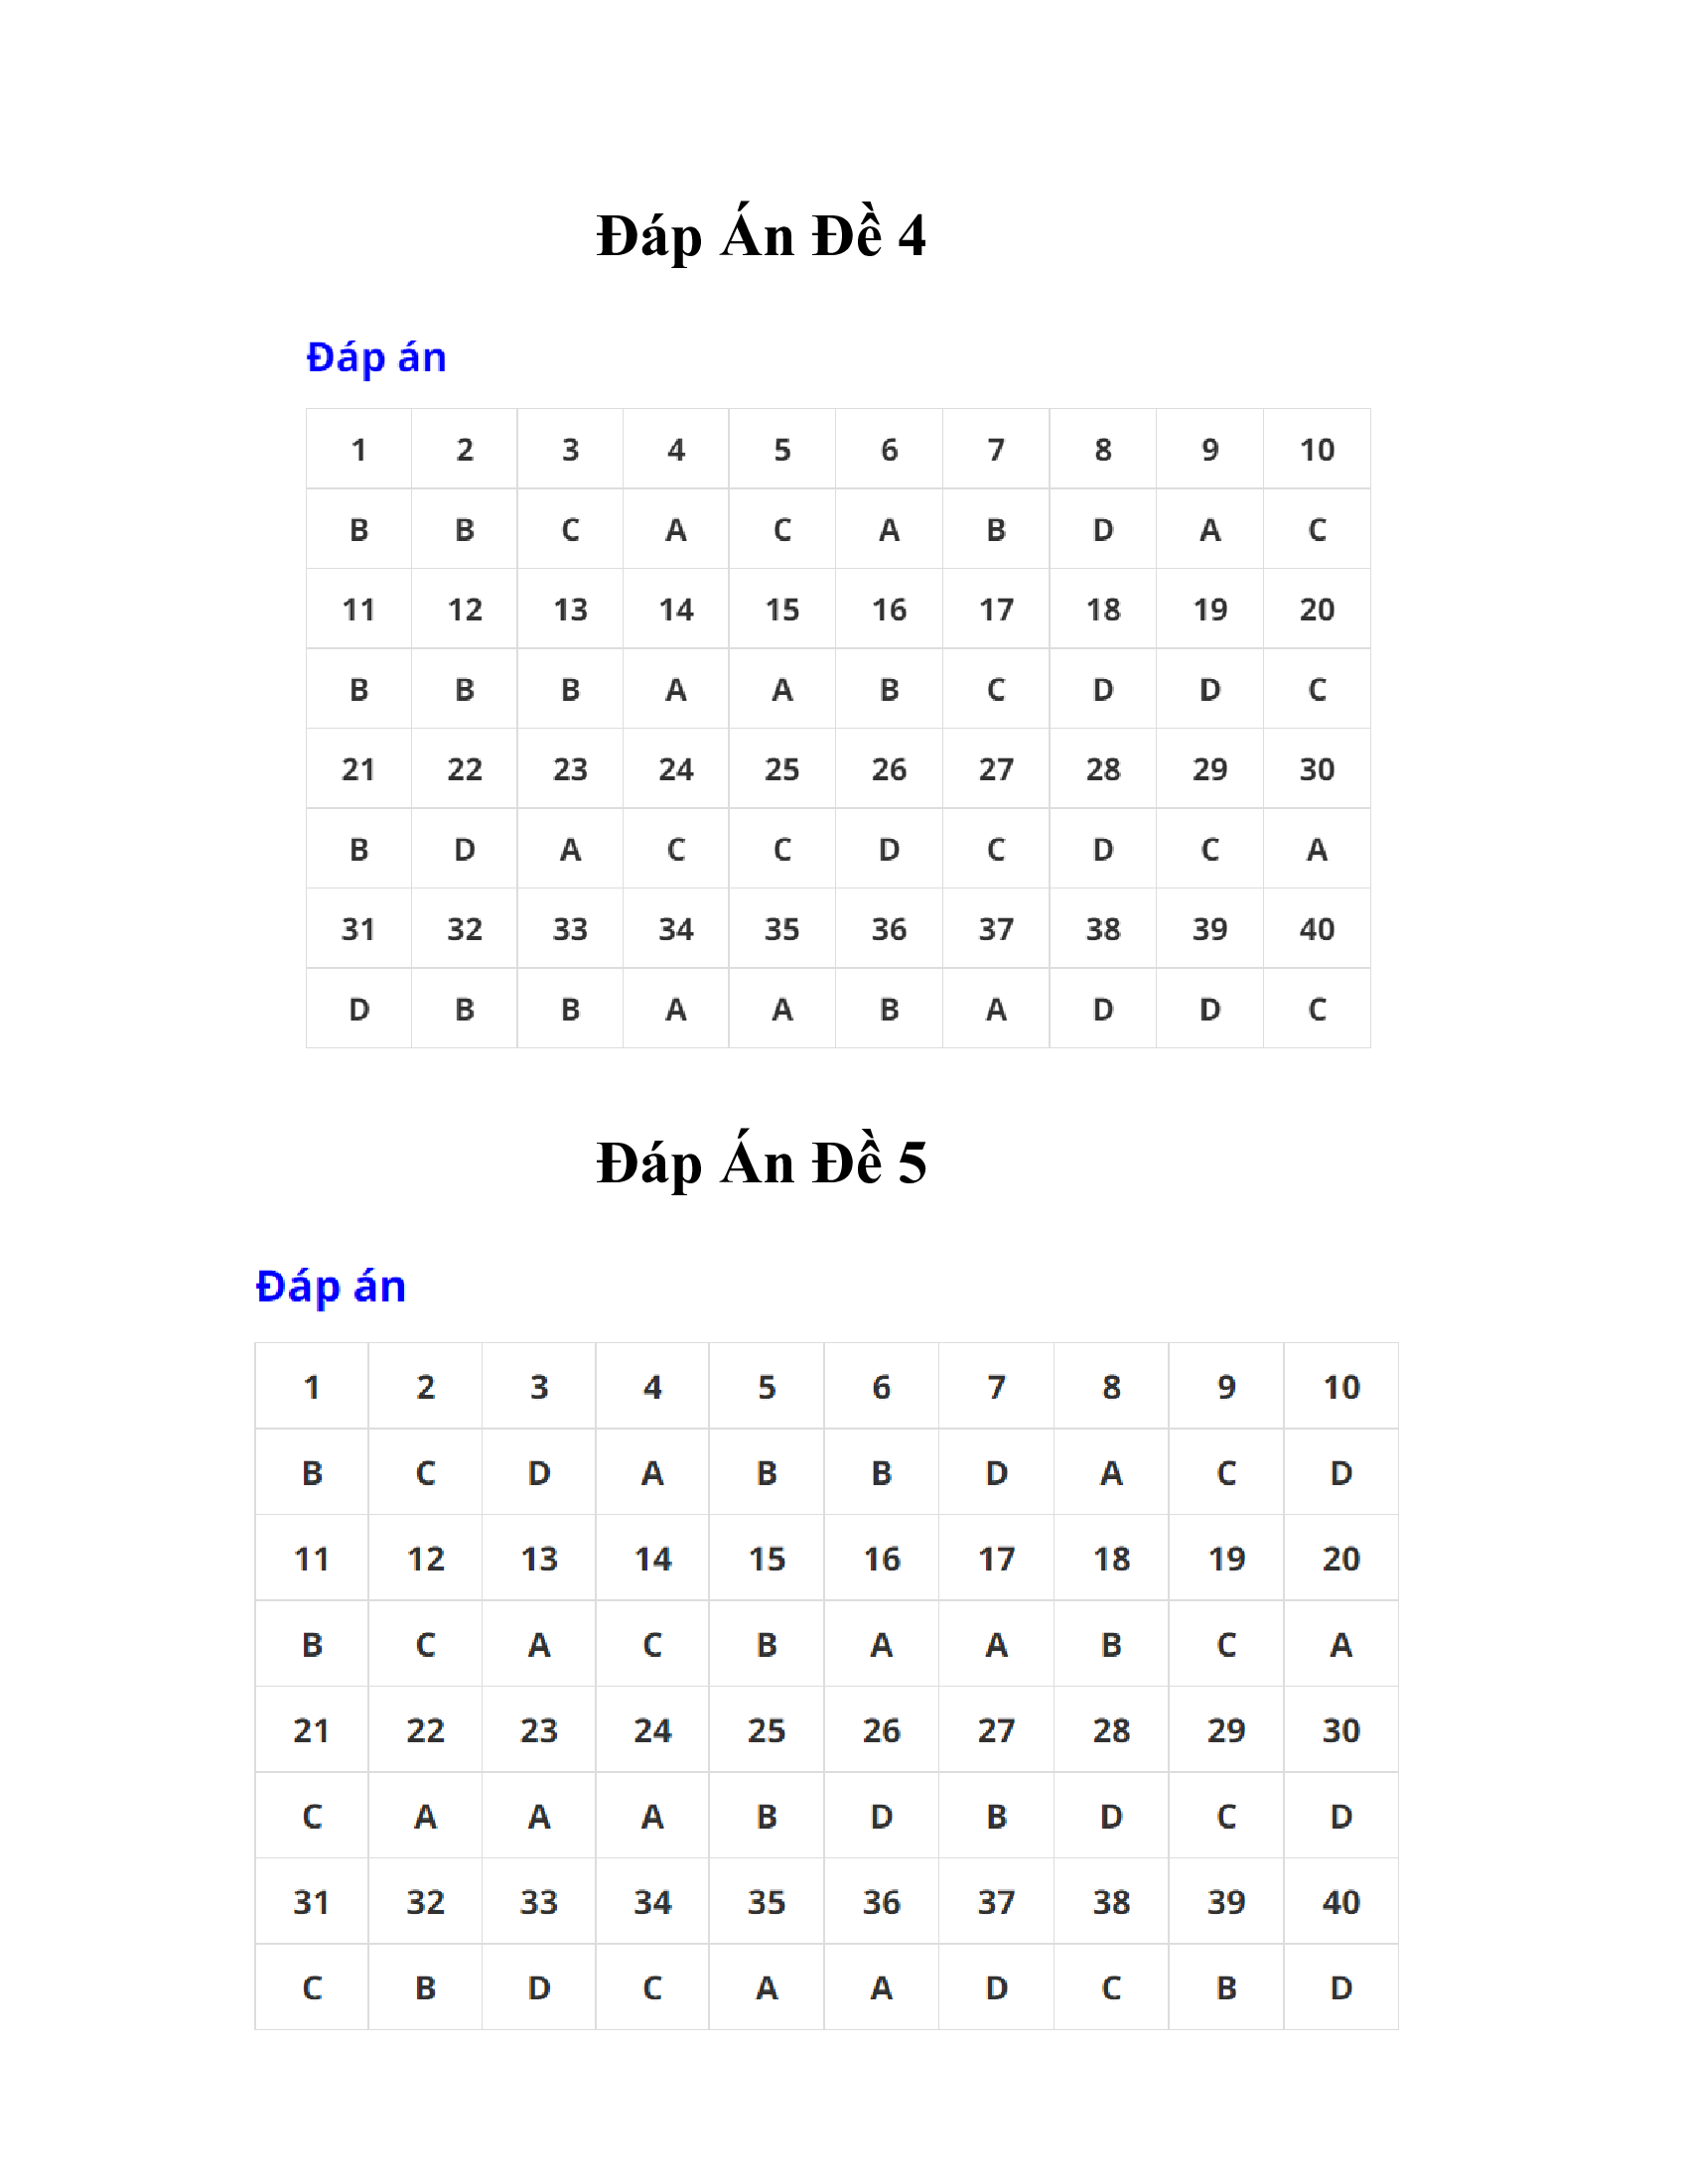 Đáp Án Đề 4
Đáp án
1 2 3 4 5 6 7 8 9 10
B B C A C A B D A C
11 12 13 14 15 16 17 18 19 20
B B B A A B C D D C
21 22 23 24 25 26 27 28 29 30
B D A C C D C D C A
31 32 33 34 35 36 37 38 39 40
D B B A A B A D D C
Đáp Án Đề 5
Đáp án
1 2 3 4 5 6 7 8 9 10
B C D A B B D A C D
11 12 13 14 15 16 17 18 19 20
B C A C B A A B C A
21 22 23 24 25 26 27 28 29 30
C A A A B D B D C D
31 32 33 34 35 36 37 38 39 40
C B D C A A D C B D